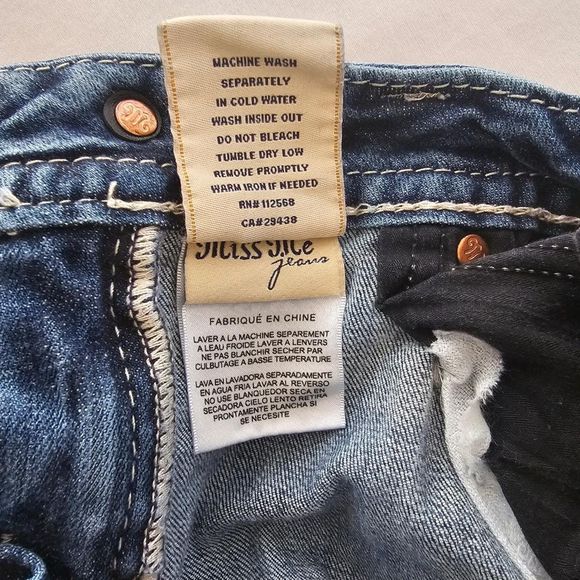 MACHINE WASH
SEPARATELY
IN COLD WATER
WASH INSIDE OUT
DO NOT BLEACH
TUMBLE DRY LOW
REMOVE PROMPTLY
WARM IRON IF NEEDED
RN# 112568
CA# 29438
Miss Me
jeans
FABRIQUÉ EN CHINE
LAVER A LA MACHINE SEPAREMENT
A LEAU FROIDE LAVER A LENVERS
NE PAS BLANCHIR SECHER PAR
CULBUTAGE A BASSE TEMPERATURE
LAVA EN LAVADORA SEPARADAMENTE
EN AGUA FRIA LAVAR AL REVERSO
NO USE BLANQUEDOR SECA EN
SECADORA CIELO LENTO RETIRA
PRONTAMENTE PLANCHA SI
SE NECESITE